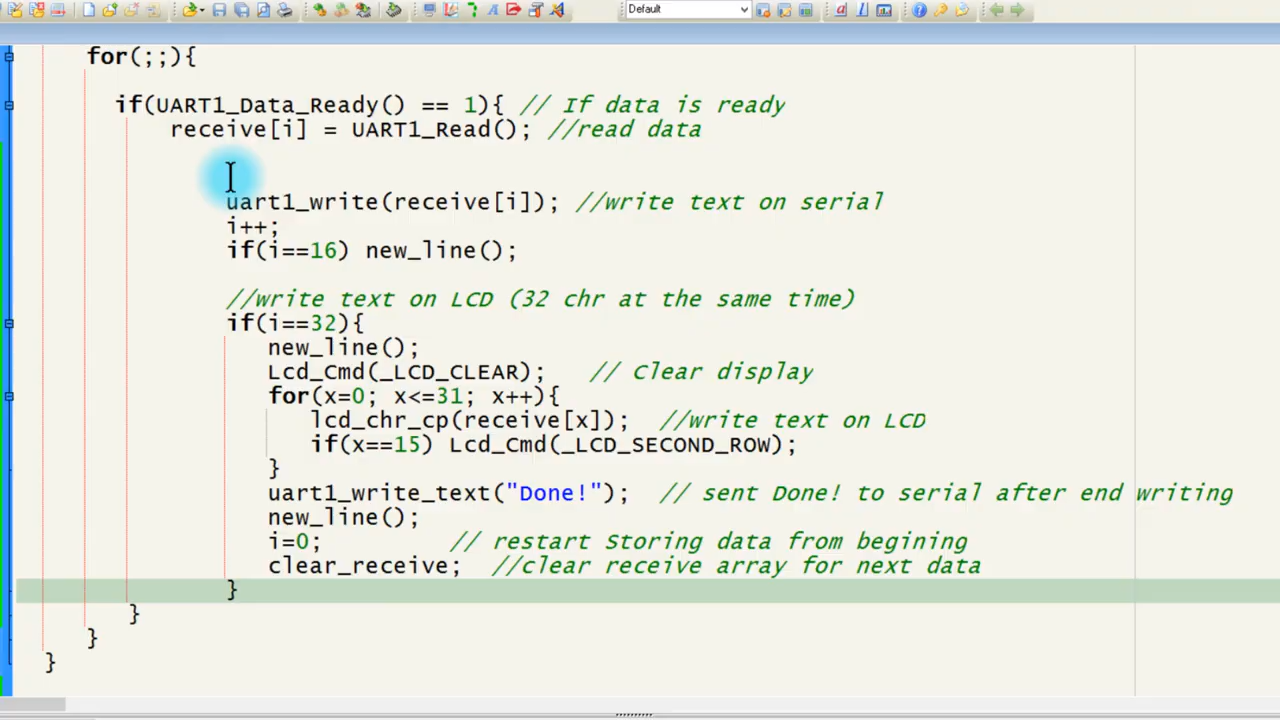 Default
for(;;){
if(UART1_Data_Ready() == 1){ // If data is ready
receive[i] = UART1_Read(); //read data
uart1_write(receive[i]); //write text on serial
i++;
if(i==16) new_line();
//write text on LCD (32 chr at the same time)
if(i==32){
new_line();
Lcd_Cmd(_LCD_CLEAR); // Clear display
for(x=0; x<=31; x++){
lcd_chr_cp(receive[x]); //write text on LCD
if(x==15) Lcd_Cmd(_LCD_SECOND_ROW);
}
uart1_write_text("Done!"); // sent Done! to serial after end writing
new_line();
i=0; // restart Storing data from begining
clear_receive; //clear receive array for next data
}
}
}
}